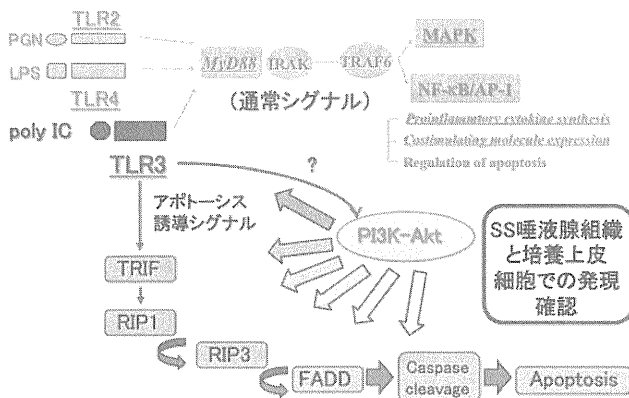 TLR2
PGN
LPS
TLR4
poly IC
TLR3
MyD88
IRAK
TRAF6
(通常シグナル)
MAPK
NF-κB/AP-1
Proinflammatory cytokine synthesis
Costimulating molecule expression
Regulation of apoptosis
?
アポトーシス
誘導シグナル
PI3K-Akt
SS唾液腺組織
と培養上皮
細胞での発現
確認
TRIF
RIP1
RIP3
FADD
Caspase
cleavage
Apoptosis